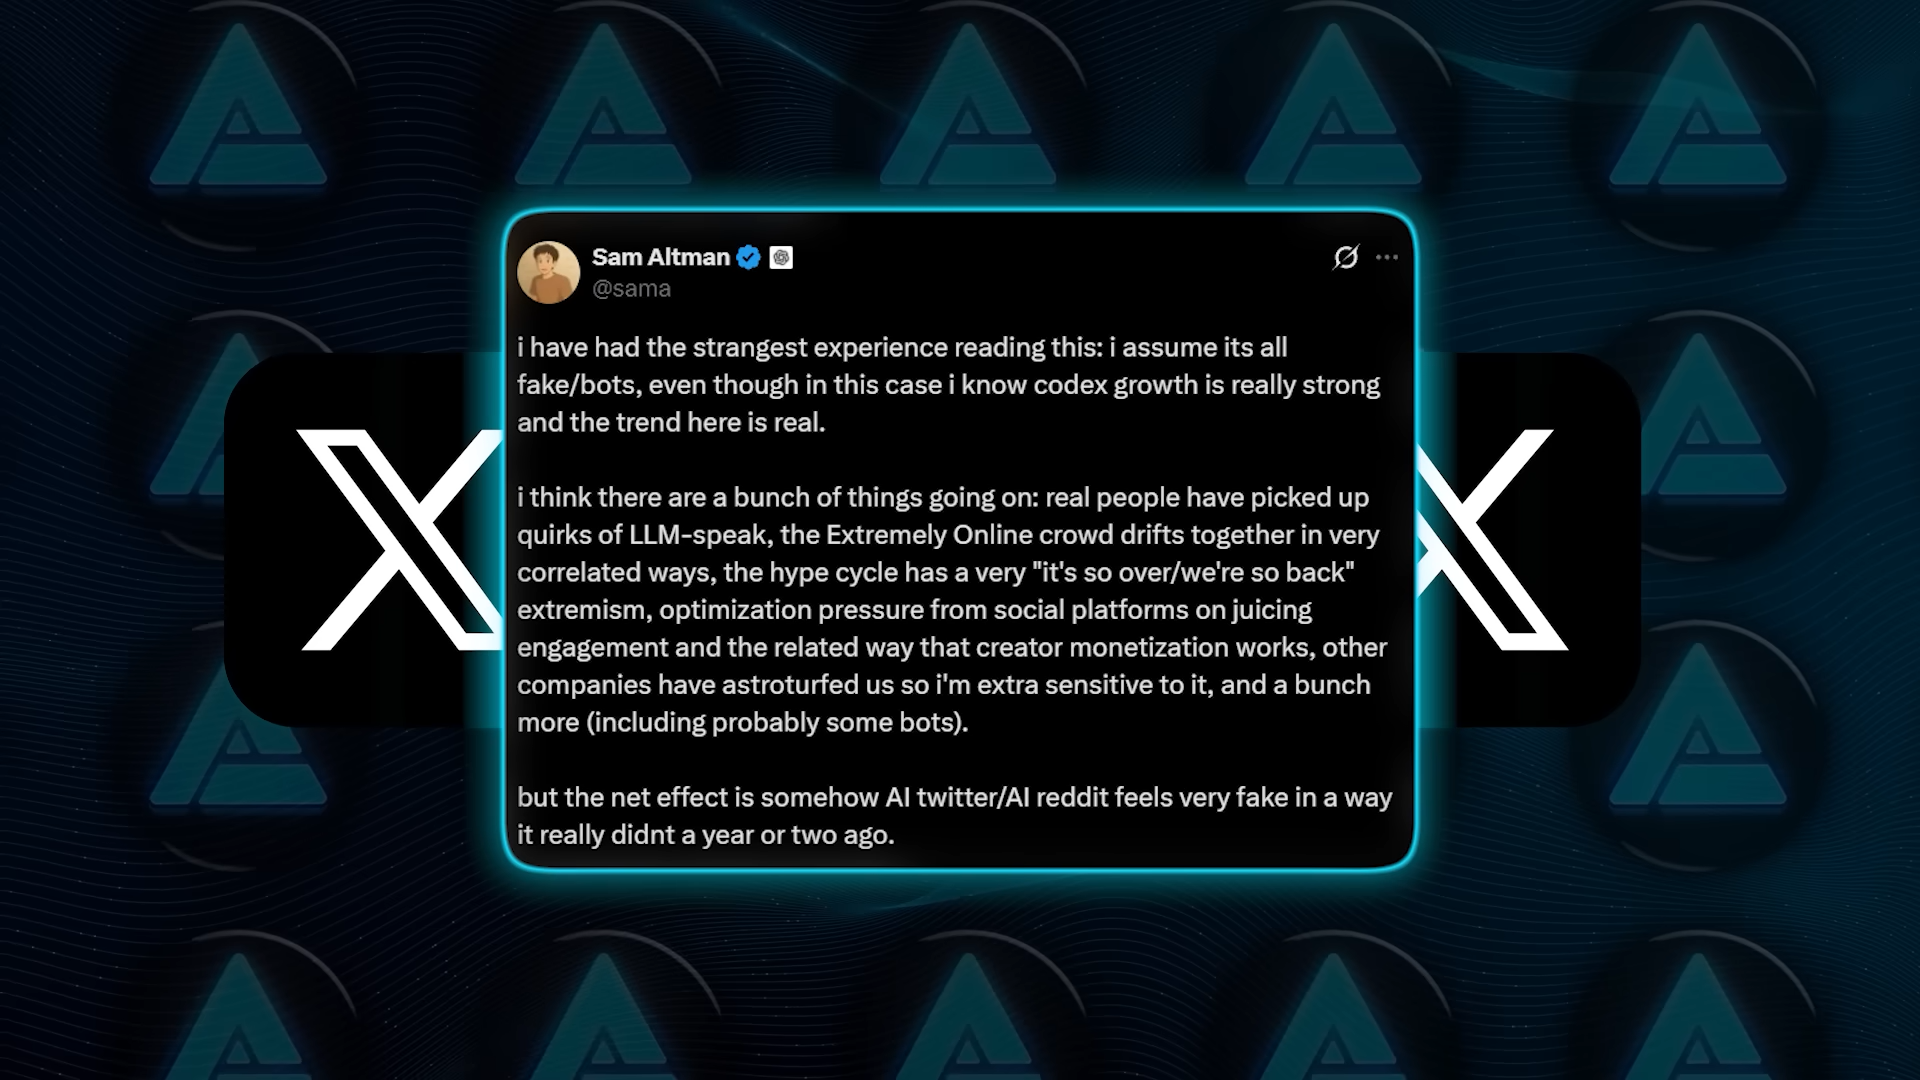 Sam Altman
@sama
i have had the strangest experience reading this: i assume its all
fake/bots, even though in this case i know codex growth is really strong
and the trend here is real.
i think there are a bunch of things going on: real people have picked up
quirks of LLM-speak, the Extremely Online crowd drifts together in very
correlated ways, the hype cycle has a very "it's so over/we're so back"
extremism, optimization pressure from social platforms on juicing
engagement and the related way that creator monetization works, other
companies have astroturfed us so i'm extra sensitive to it, and a bunch
more (including probably some bots).
but the net effect is somehow AI twitter/AI reddit feels very fake in a way
it really didnt a year or two ago.